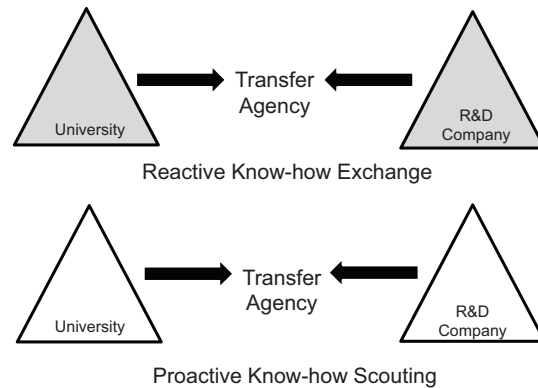 University
Transfer
Agency
R&D
Company
Reactive Know-how Exchange
University
Transfer
Agency
R&D
Company
Proactive Know-how Scouting